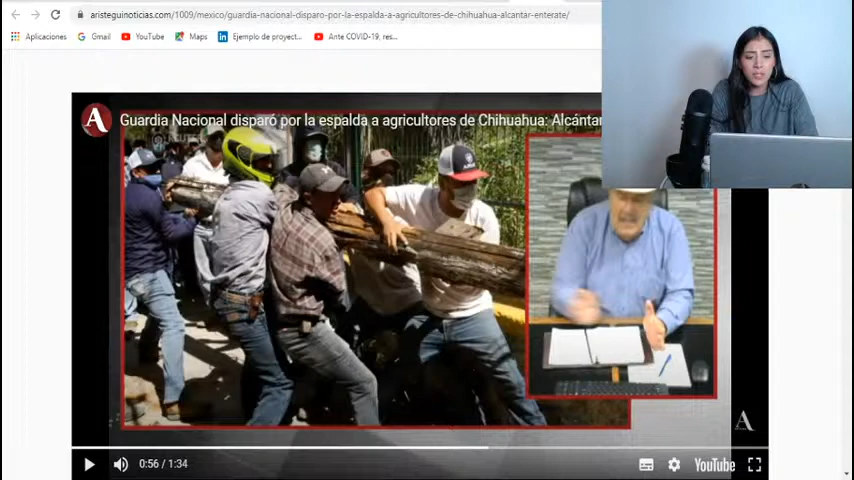 aristeguinoticias.com/1009/mexico/guardia-nacional-disparo-por-la-espalda-a-agricultores-de-chihuahua-alcantar-enterate/
Aplicaciones Gmail YouTube Maps Ejemplo de proyect... Ante COVID-19, res...
A Guardia Nacional disparó por la espalda a agricultores de Chihuahua: Alcántar
A
0:56 / 1:34 YouTube